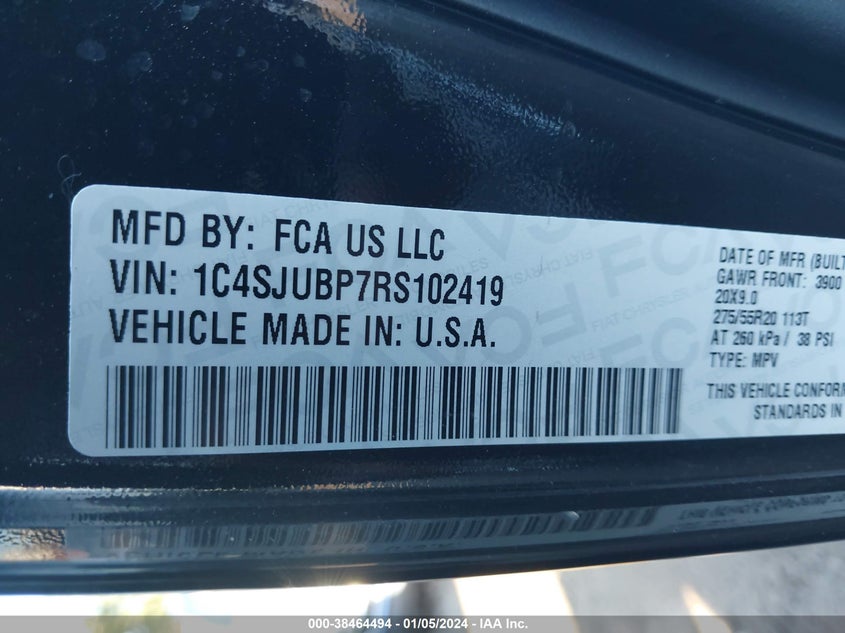 MFD BY: FCA US LLC
VIN: 1C4SJUBP7RS102419
VEHICLE MADE IN: U.S.A.
DATE OF MFR (BUILT
GAWR FRONT: 3900
20X9.0
275/55R20 113T
AT 260 kPa / 38 PSI
TYPE: MPV
THIS VEHICLE CONFORM
STANDARDS IN
000-38464494 - 01/05/2024 - IAA Inc.